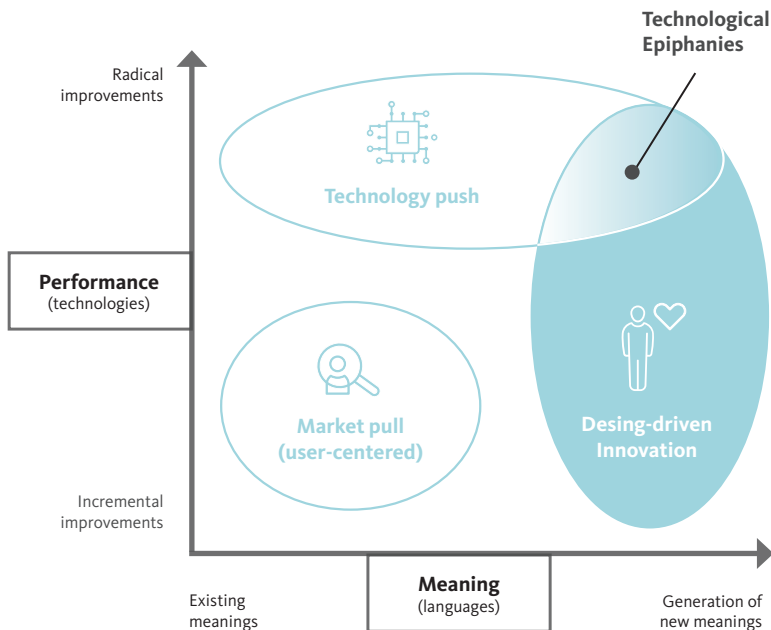 Technological
Epiphanies
Radical
improvements
Technology push
Performance
(technologies)
Market pull
(user-centered)
Desing-driven
Innovation
Incremental
improvements
Meaning
(languages)
Existing
meanings
Generation of
new meanings